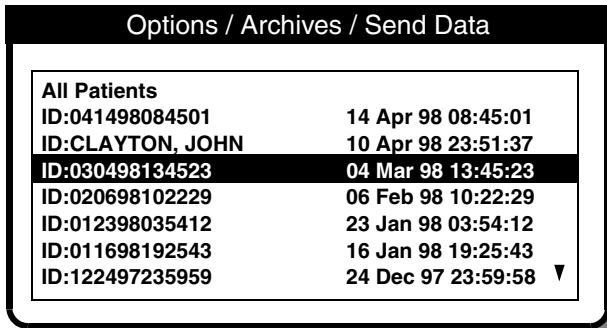 Options / Archives / Send Data
All Patients
ID:041498084501 14 Apr 98 08:45:01
ID:CLAYTON, JOHN 10 Apr 98 23:51:37
ID:030498134523 04 Mar 98 13:45:23
ID:020698102229 06 Feb 98 10:22:29
ID:012398035412 23 Jan 98 03:54:12
ID:011698192543 16 Jan 98 19:25:43
ID:122497235959 24 Dec 97 23:59:58